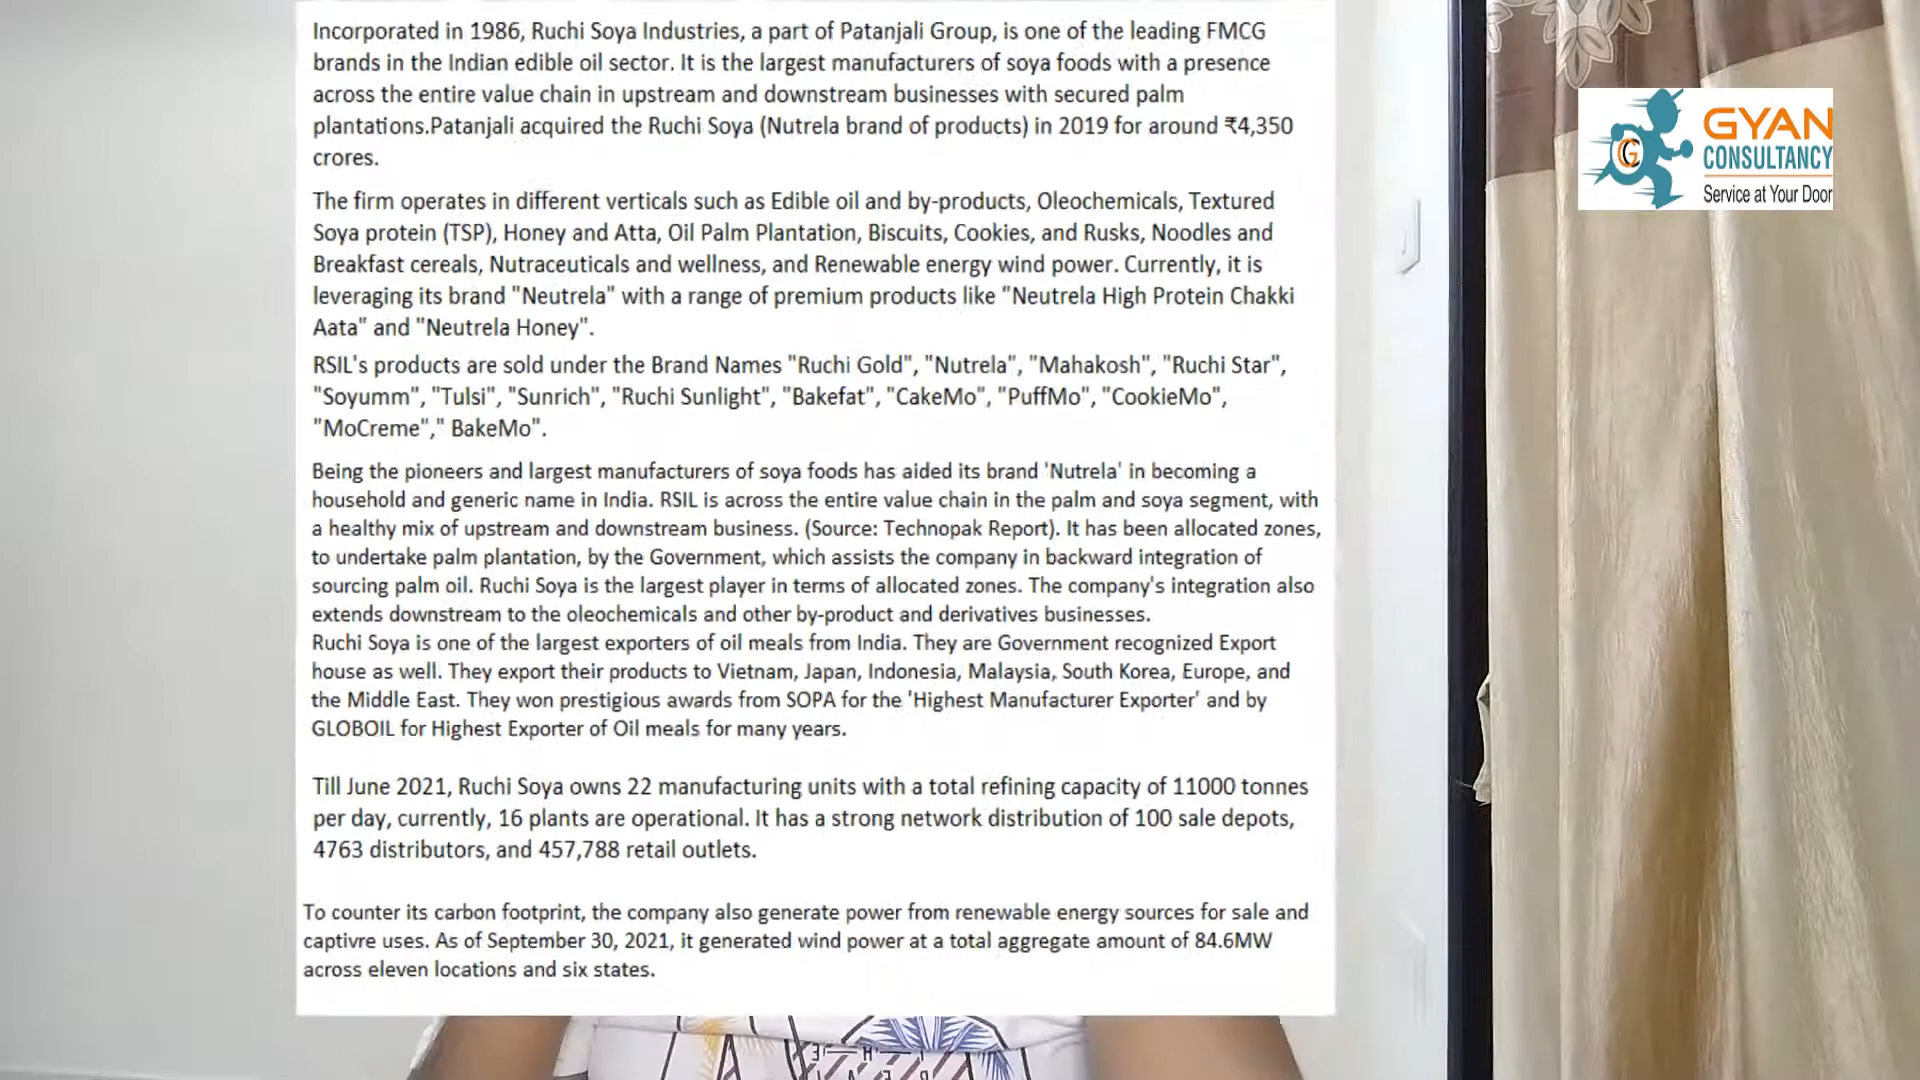 Incorporated in 1986, Ruchi Soya Industries, a part of Patanjali Group, is one of the leading FMCG
brands in the Indian edible oil sector. It is the largest manufacturers of soya foods with a presence
across the entire value chain in upstream and downstream businesses with secured palm
plantations.Patanjali acquired the Ruchi Soya (Nutrela brand of products) in 2019 for around ₹4,350
crores.
The firm operates in different verticals such as Edible oil and by-products, Oleochemicals, Textured
Soya protein (TSP), Honey and Atta, Oil Palm Plantation, Biscuits, Cookies, and Rusks, Noodles and
Breakfast cereals, Nutraceuticals and wellness, and Renewable energy wind power. Currently, it is
leveraging its brand "Neutrela" with a range of premium products like "Neutrela High Protein Chakki
Aata" and "Neutrela Honey".
RSIL's products are sold under the Brand Names "Ruchi Gold", "Nutrela", "Mahakosh", "Ruchi Star",
"Soyumm", "Tulsi", "Sunrich", "Ruchi Sunlight", "Bakefat", "CakeMo", "PuffMo", "CookieMo",
"MoCreme"," BakeMo".
Being the pioneers and largest manufacturers of soya foods has aided its brand 'Nutrela' in becoming a
household and generic name in India. RSIL is across the entire value chain in the palm and soya segment, with
a healthy mix of upstream and downstream business. (Source: Technopak Report). It has been allocated zones,
to undertake palm plantation, by the Government, which assists the company in backward integration of
sourcing palm oil. Ruchi Soya is the largest player in terms of allocated zones. The company's integration also
extends downstream to the oleochemicals and other by-product and derivatives businesses.
Ruchi Soya is one of the largest exporters of oil meals from India. They are Government recognized Export
house as well. They export their products to Vietnam, Japan, Indonesia, Malaysia, South Korea, Europe, and
the Middle East. They won prestigious awards from SOPA for the 'Highest Manufacturer Exporter' and by
GLOBOIL for Highest Exporter of Oil meals for many years.
Till June 2021, Ruchi Soya owns 22 manufacturing units with a total refining capacity of 11000 tonnes
per day, currently, 16 plants are operational. It has a strong network distribution of 100 sale depots,
4763 distributors, and 457,788 retail outlets.
To counter its carbon footprint, the company also generate power from renewable energy sources for sale and
captivre uses. As of September 30, 2021, it generated wind power at a total aggregate amount of 84.6MW
across eleven locations and six states.
GYAN
CONSULTANCY
Service at Your Door